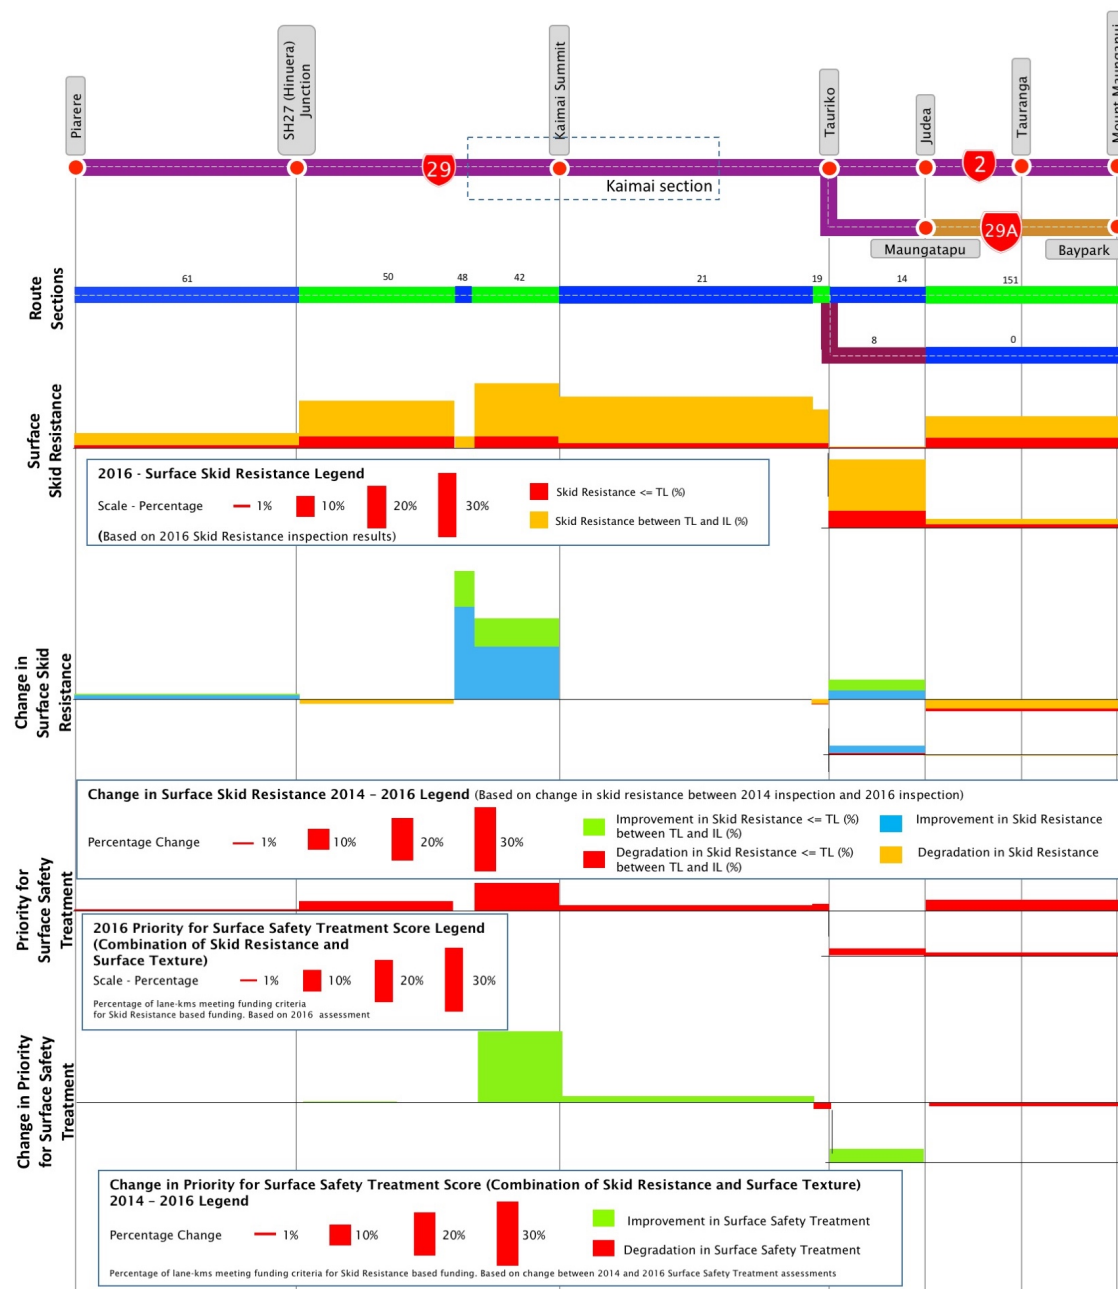 Piarere
SH27 (Hinuera)
Junction
Kaimai Summit
Tauriko
Judea
Tauranga
Mount Maunganui
29
2
Kaimai section
29A
Maungatapu
Baypark
Route
Sections
61
50
48
42
21
19
14
151
8
0
Surface
Skid Resistance
2016 - Surface Skid Resistance Legend
Scale - Percentage
1%
10%
20%
30%
Skid Resistance <= TL (%)
Skid Resistance between TL and IL (%)
(Based on 2016 Skid Resistance inspection results)
Change in
Surface Skid
Resistance
Change in Surface Skid Resistance 2014 – 2016 Legend (Based on change in skid resistance between 2014 inspection and 2016 inspection)
Percentage Change
1%
10%
20%
30%
Improvement in Skid Resistance <= TL (%)
between TL and IL (%)
Improvement in Skid Resistance
Degradation in Skid Resistance <= TL (%)
between TL and IL (%)
Degradation in Skid Resistance
Priority for
Surface Safety
Treatment
2016 Priority for Surface Safety Treatment Score Legend
(Combination of Skid Resistance and
Surface Texture)
Scale - Percentage
1%
10%
20%
30%
Percentage of lane-kms meeting funding criteria
for Skid Resistance based funding. Based on 2016 assessment
Change in Priority
for Surface Safety
Treatment
Change in Priority for Surface Safety Treatment Score (Combination of Skid Resistance and Surface Texture)
2014 – 2016 Legend
Percentage Change
1%
10%
20%
30%
Improvement in Surface Safety Treatment
Degradation in Surface Safety Treatment
Percentage of lane-kms meeting funding criteria for Skid Resistance based funding. Based on change between 2014 and 2016 Surface Safety Treatment assessments